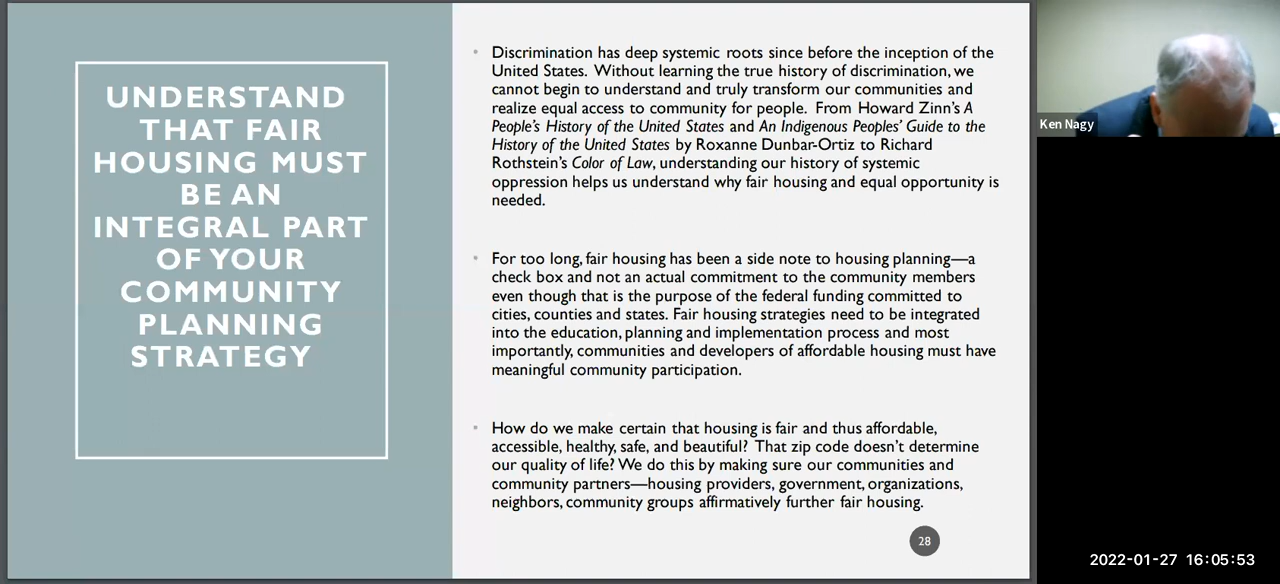 UNDERSTAND
THAT FAIR
HOUSING MUST
BE AN
INTEGRAL PART
OF YOUR
COMMUNITY
PLANNING
STRATEGY
• Discrimination has deep systemic roots since before the inception of the
United States. Without learning the true history of discrimination, we
cannot begin to understand and truly transform our communities and
realize equal access to community for people. From Howard Zinn's A
People's History of the United States and An Indigenous Peoples' Guide to the
History of the United States by Roxanne Dunbar-Ortiz to Richard
Rothstein's Color of Law, understanding our history of systemic
oppression helps us understand why fair housing and equal opportunity is
needed.
• For too long, fair housing has been a side note to housing planning—a
check box and not an actual commitment to the community members
even though that is the purpose of the federal funding committed to
cities, counties and states. Fair housing strategies need to be integrated
into the education, planning and implementation process and most
importantly, communities and developers of affordable housing must have
meaningful community participation.
• How do we make certain that housing is fair and thus affordable,
accessible, healthy, safe, and beautiful? That zip code doesn't determine
our quality of life? We do this by making sure our communities and
community partners—housing providers, government, organizations,
neighbors, community groups affirmatively further fair housing.
28
Ken Nagy
2022-01-27 16:05:53